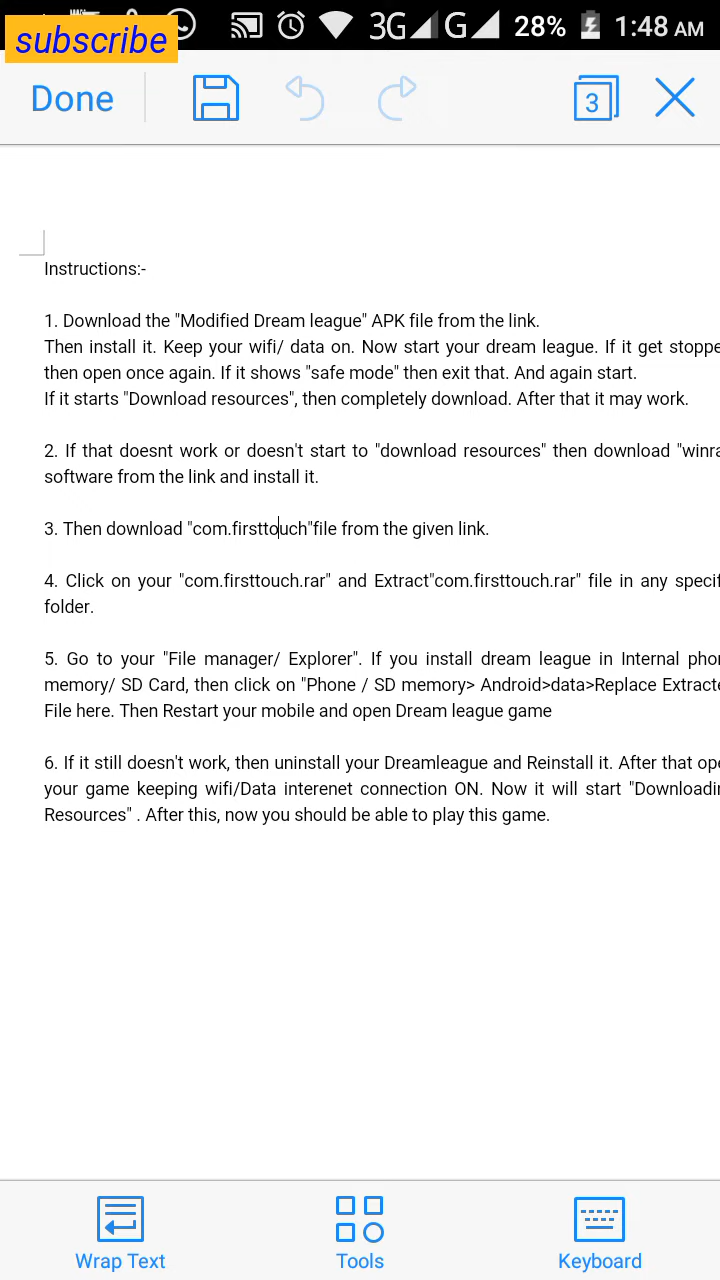 subscribe
3G G 28% 1:48 AM
Done 3
Instructions:-
1. Download the "Modified Dream league" APK file from the link.
Then install it. Keep your wifi/ data on. Now start your dream league. If it get stoppe
then open once again. If it shows "safe mode" then exit that. And again start.
If it starts "Download resources", then completely download. After that it may work.
2. If that doesnt work or doesn't start to "download resources" then download "winra
software from the link and install it.
3. Then download "com.firsttouch"file from the given link.
4. Click on your "com.firsttouch.rar" and Extract"com.firsttouch.rar" file in any specif
folder.
5. Go to your "File manager/ Explorer". If you install dream league in Internal phon
memory/ SD Card, then click on "Phone / SD memory> Android>data>Replace Extracte
File here. Then Restart your mobile and open Dream league game
6. If it still doesn't work, then uninstall your Dreamleague and Reinstall it. After that ope
your game keeping wifi/Data interenet connection ON. Now it will start "Downloadin
Resources" . After this, now you should be able to play this game.
Wrap Text Tools Keyboard